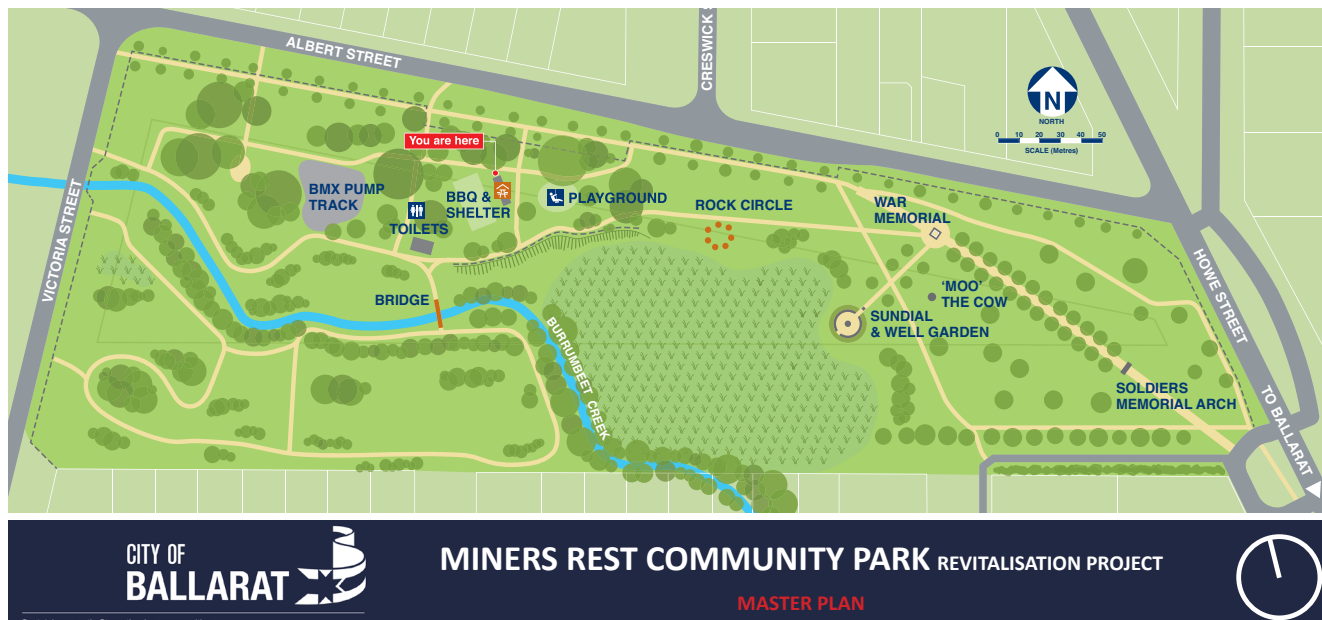 ALBERT STREET
CRESWICK
VICTORIA STREET
N
NORTH
0 10 20 30 40 50
SCALE (Metres)
You are here
BMX PUMP
TRACK
TOILETS
BBQ &
SHELTER
PLAYGROUND
ROCK CIRCLE
WAR
MEMORIAL
'MOO'
THE COW
SUNDIAL
& WELL GARDEN
BRIDGE
BURRUMBEET CREEK
HOWE STREET
SOLDIERS
MEMORIAL ARCH
TO BALLARAT
CITY OF
BALLARAT
MINERS REST COMMUNITY PARK REVITALISATION PROJECT
MASTER PLAN